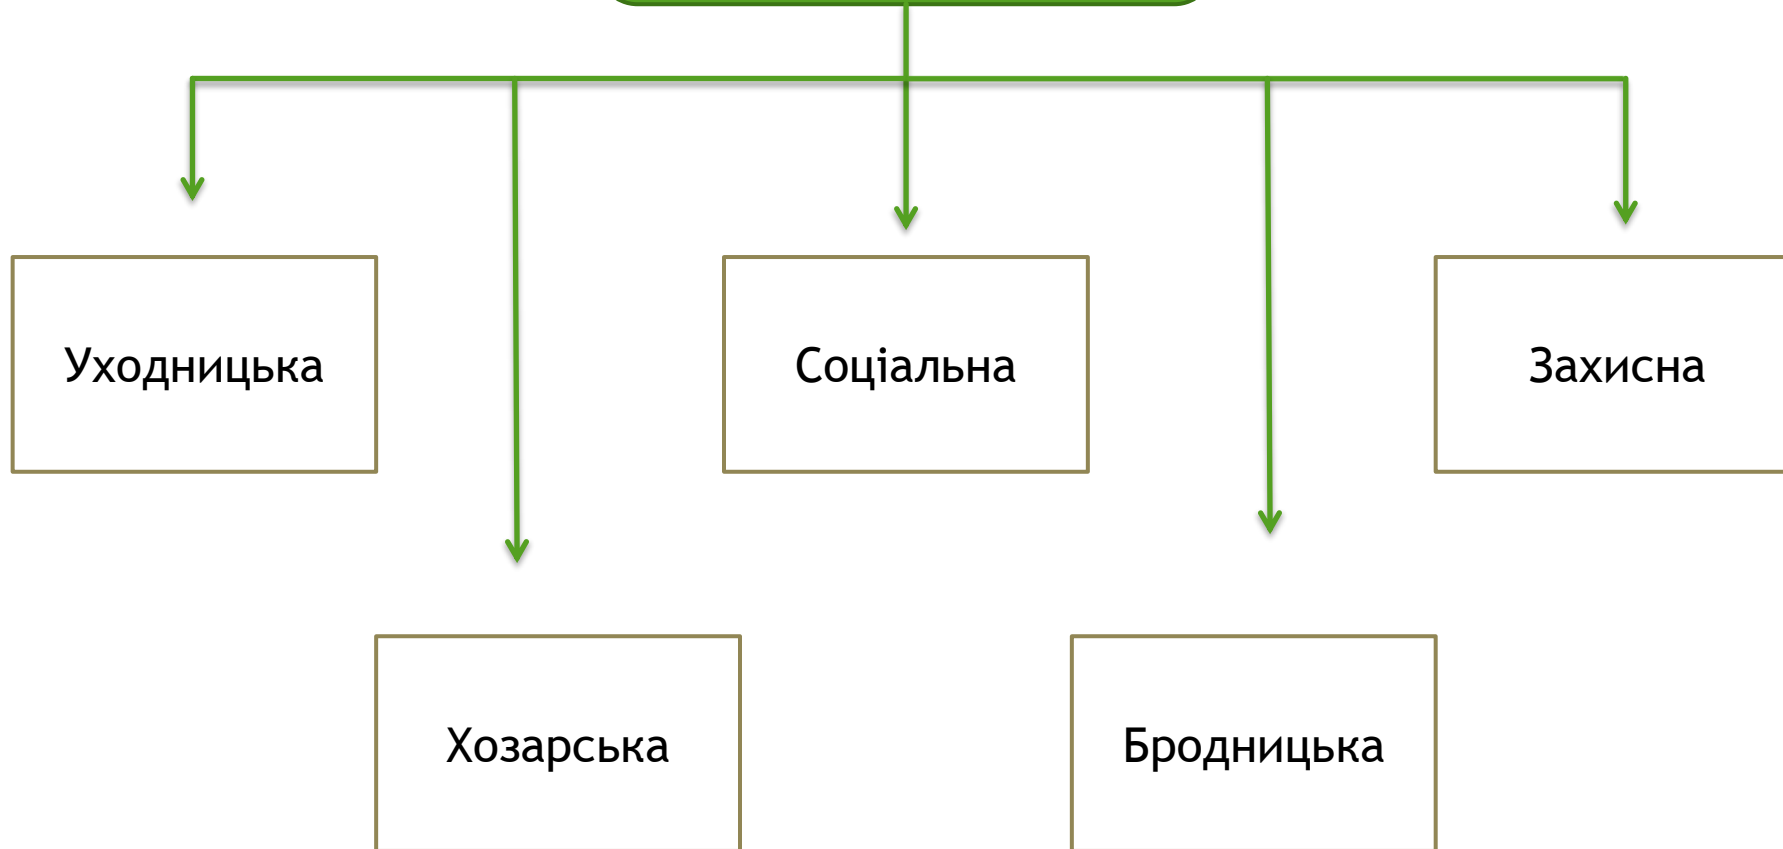 Уходницька
Соціальна
Захисна
Хозарська
Бродницька